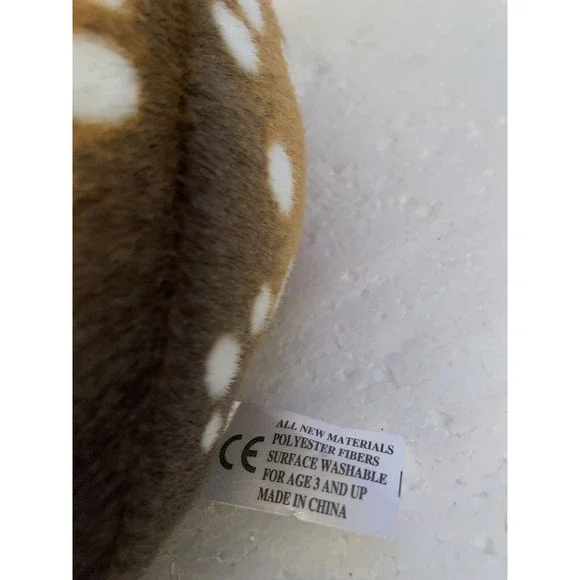 ALL NEW MATERIALS
POLYESTER FIBERS
CE SURFACE WASHABLE
FOR AGE 3 AND UP
MADE IN CHINA